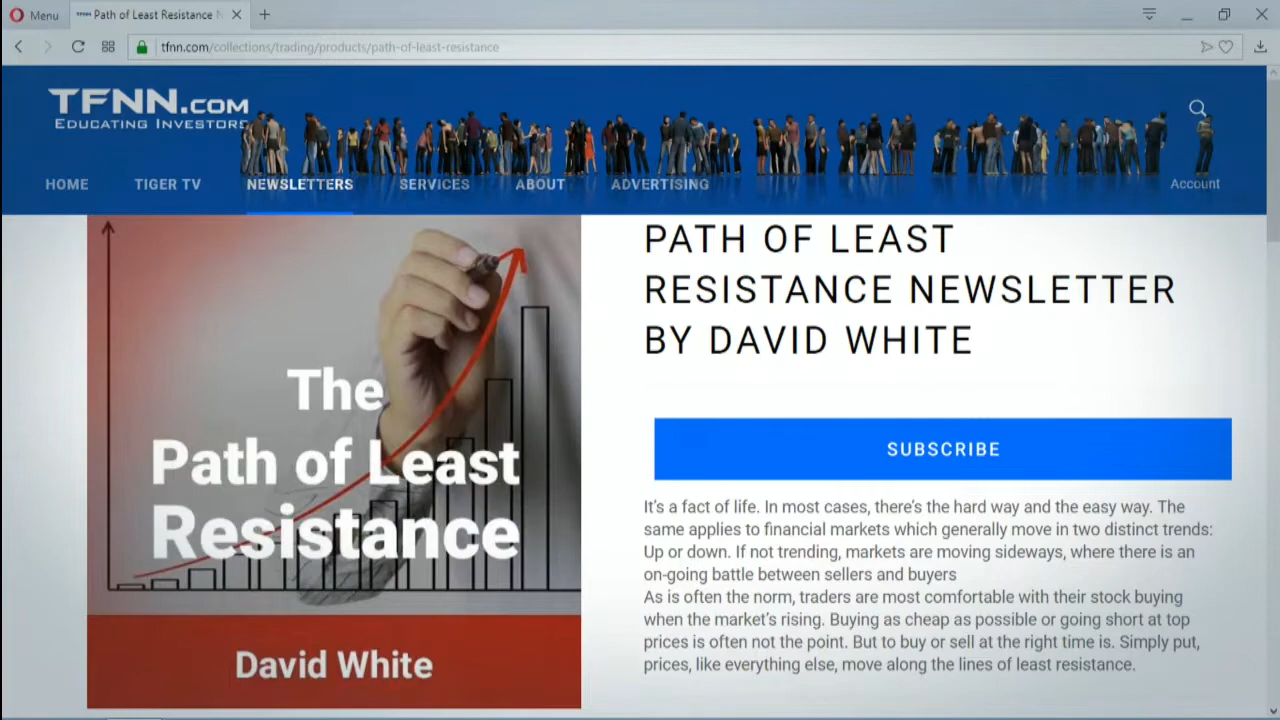 Menu
Path of Least Resistance N
tfnn.com/collections/trading/products/path-of-least-resistance
TFNN.COM
EDUCATING INVESTORS
HOME TIGER TV NEWSLETTERS SERVICES ABOUT ADVERTISING Account
The
Path of Least
Resistance
David White
PATH OF LEAST
RESISTANCE NEWSLETTER
BY DAVID WHITE
SUBSCRIBE
It's a fact of life. In most cases, there's the hard way and the easy way. The
same applies to financial markets which generally move in two distinct trends:
Up or down. If not trending, markets are moving sideways, where there is an
on-going battle between sellers and buyers
As is often the norm, traders are most comfortable with their stock buying
when the market's rising. Buying as cheap as possible or going short at top
prices is often not the point. But to buy or sell at the right time is. Simply put,
prices, like everything else, move along the lines of least resistance.